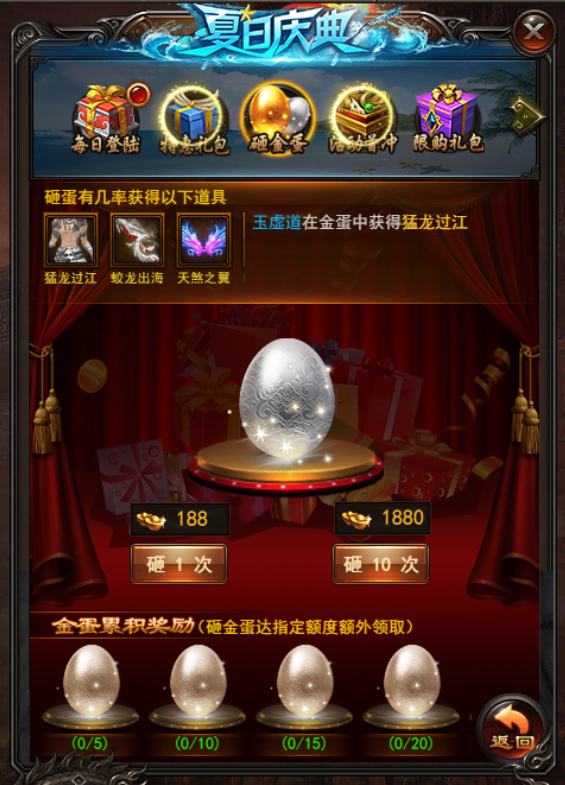 夏日庆典
每日登陆
特惠礼包
砸金蛋
活动首冲
限购礼包
砸蛋有几率获得以下道具
玉虚道在金蛋中获得猛龙过江
猛龙过江
蛟龙出海
天煞之翼
188
1880
砸 1 次
砸 10 次
金蛋累积奖励(砸金蛋达指定额度额外领取)
(0/5)
(0/10)
(0/15)
(0/20)
返回